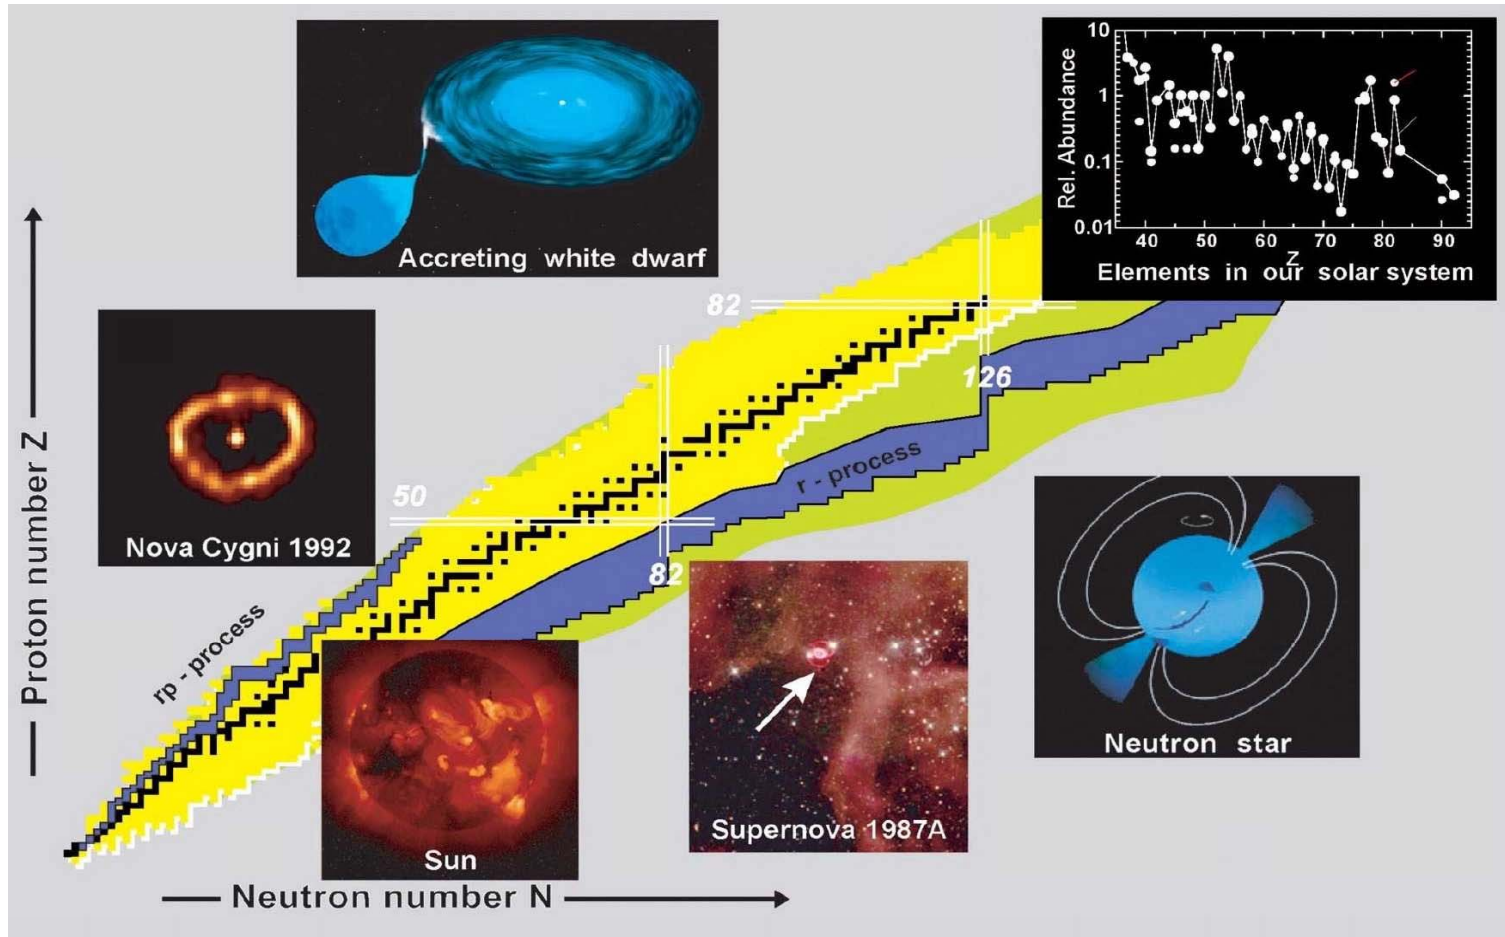 Accreting white dwarf
10
1
0.1
0.01
Rel. Abundance
40 50 60 70 80 90
Z
Elements in our solar system
82
126
Nova Cygni 1992
50
r - process
82
rp - process
Proton number Z
Sun
Supernova 1987A
Neutron star
Neutron number N